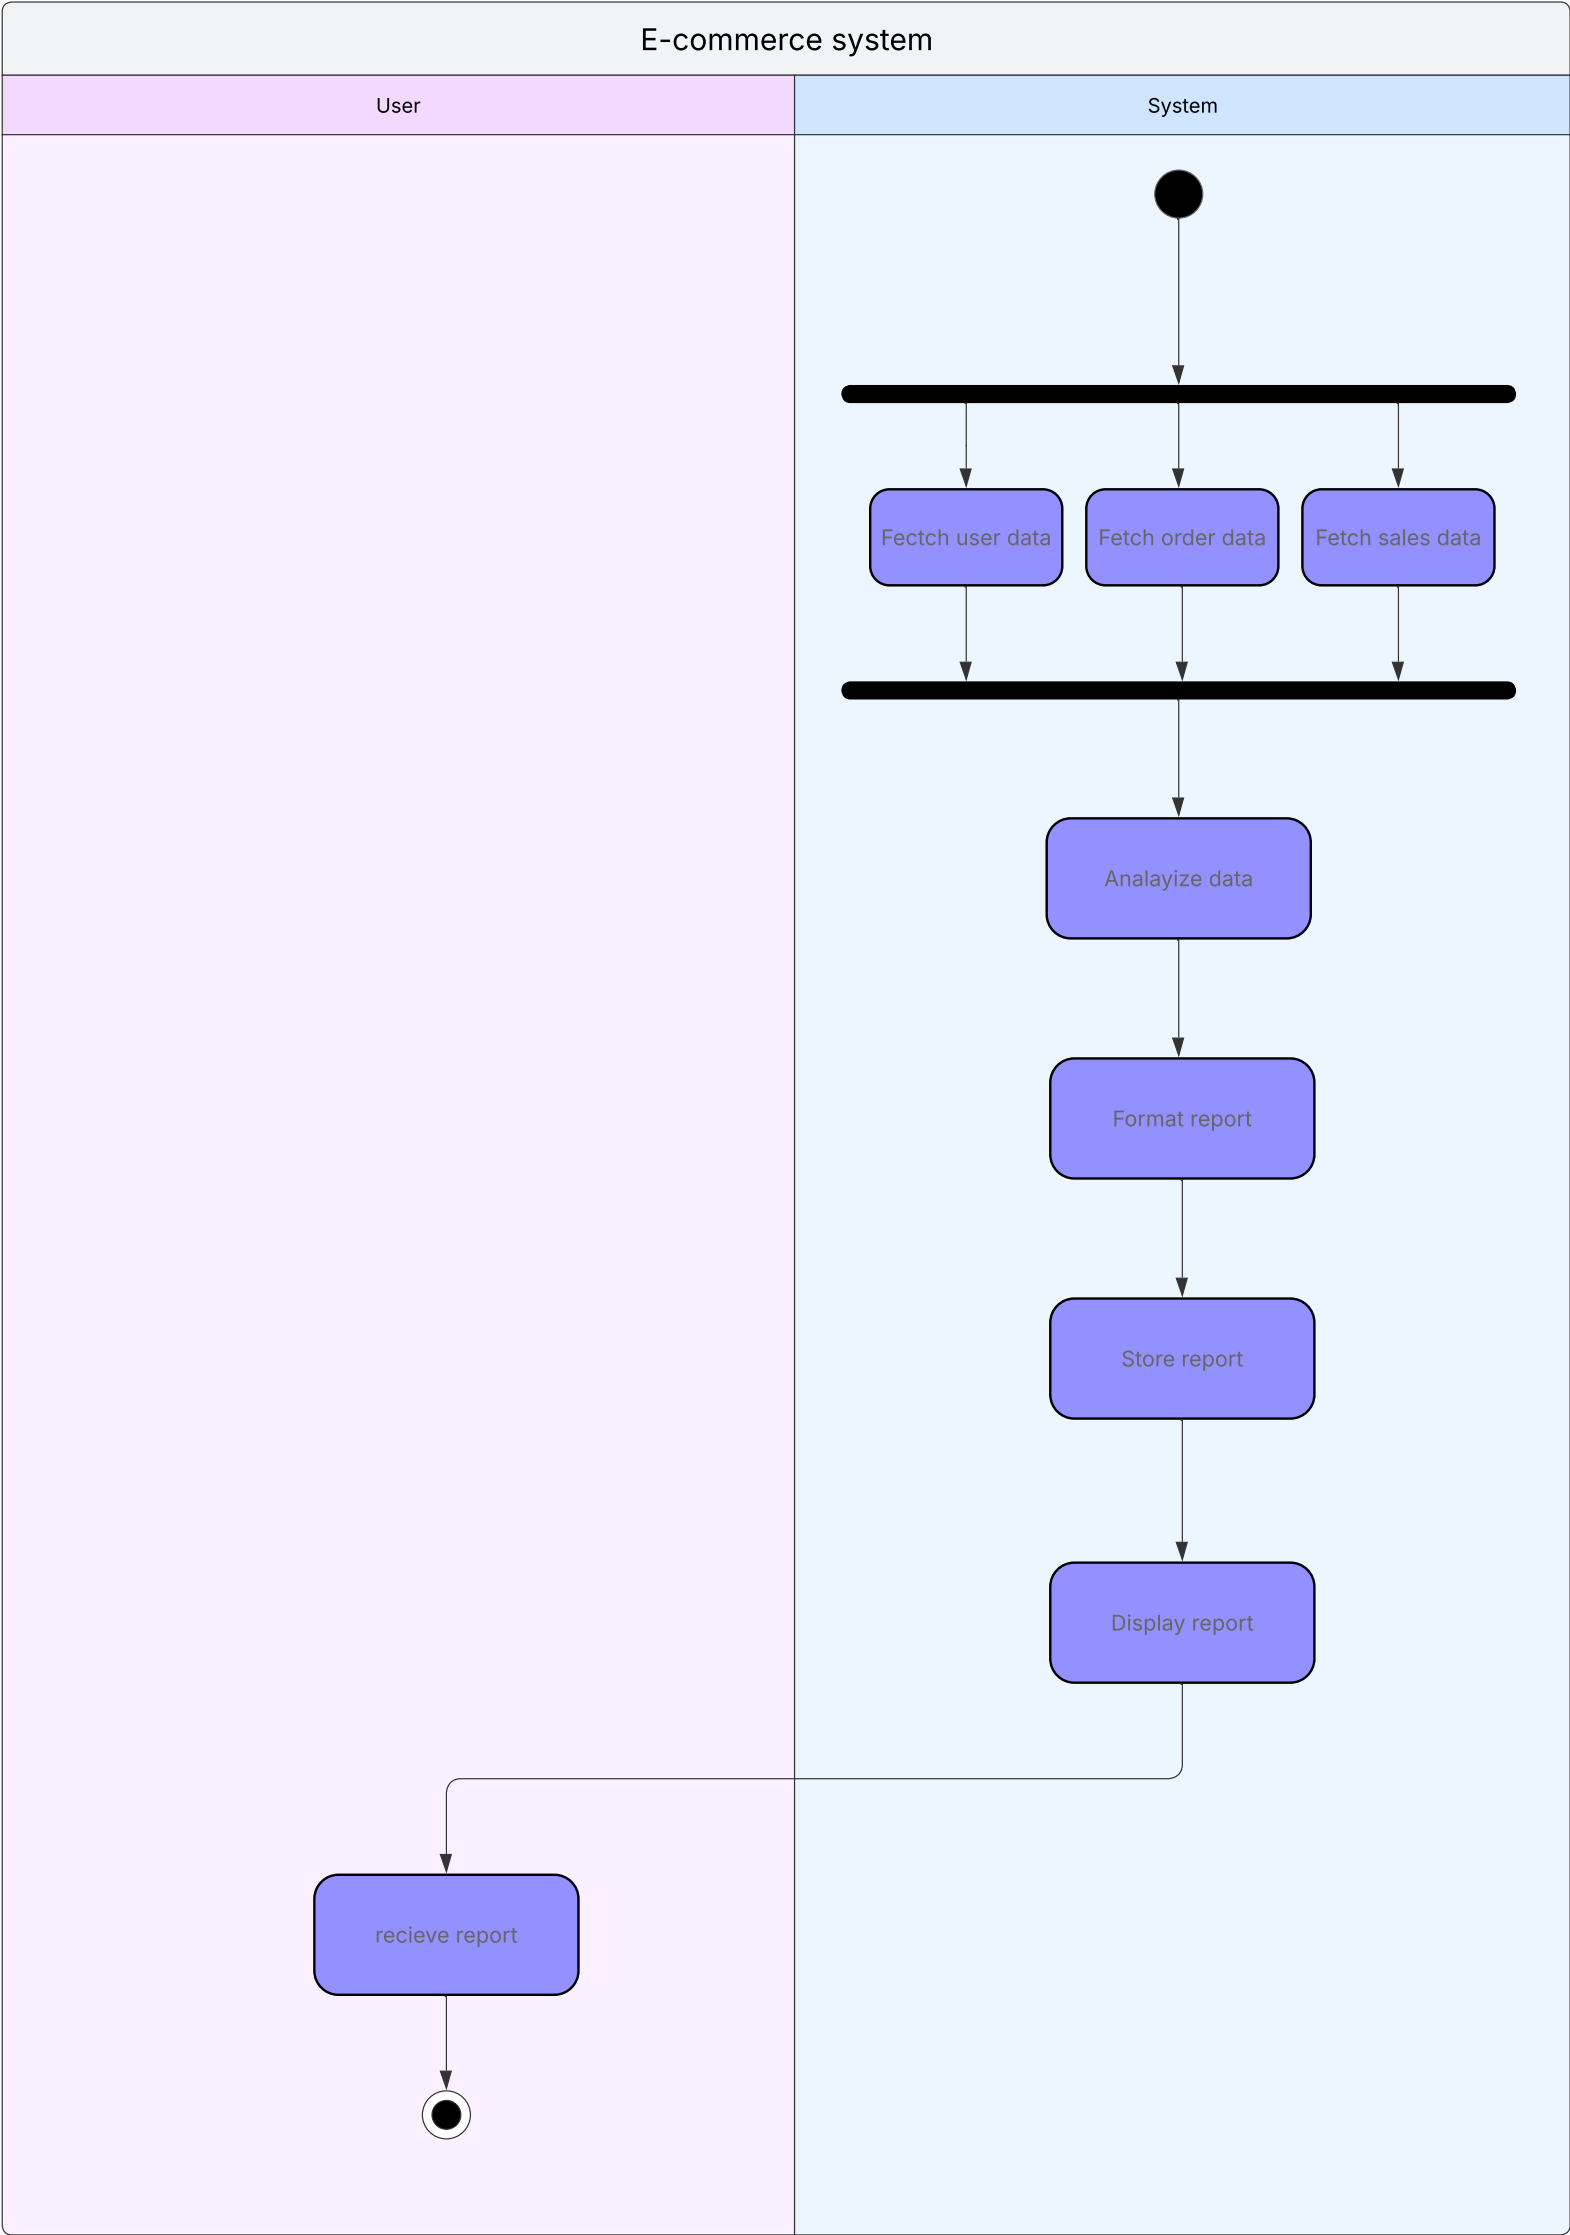 E-commerce system
User
System
Fectch user data
Fetch order data
Fetch sales data
Analayize data
Format report
Store report
Display report
recieve report